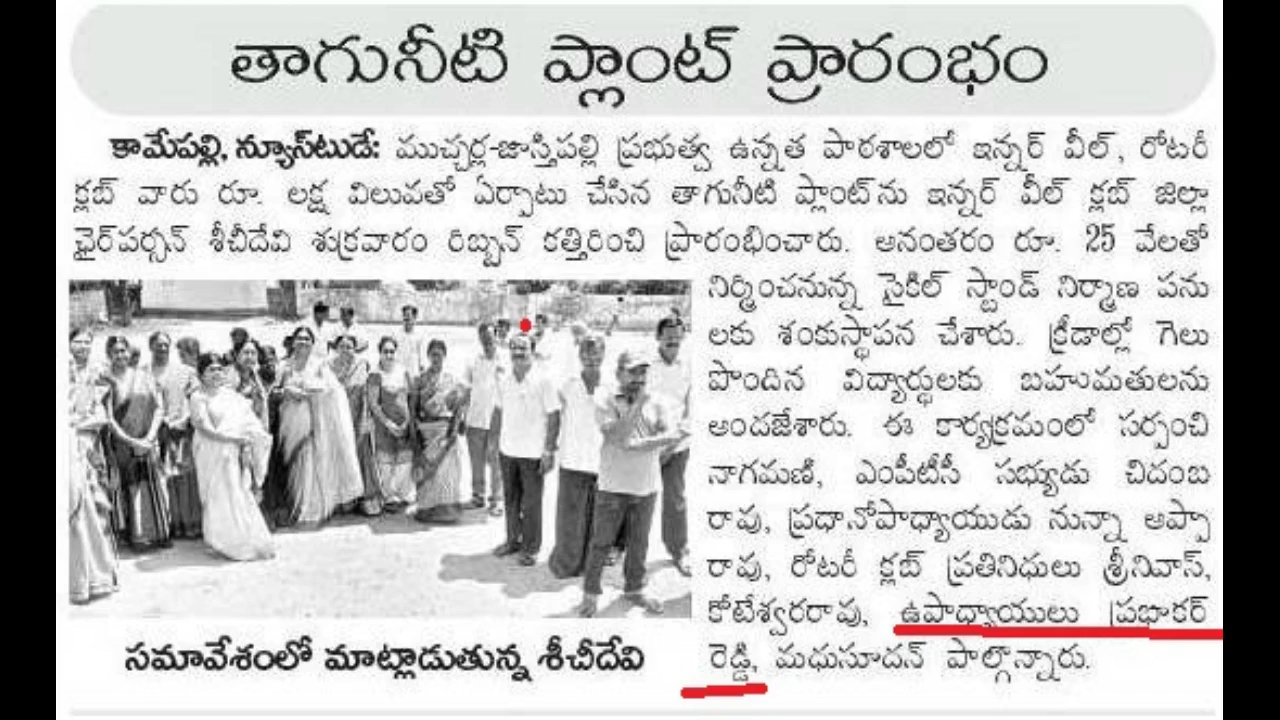 తాగునీటి ప్లాంట్ ప్రారంభం
కామేపల్లి, న్యూస్‌టుడే: ముచ్చర్ల-జాస్తిపల్లి ప్రభుత్వ ఉన్నత పాఠశాలలో ఇన్నర్ వీల్, రోటరీ
క్లబ్ వారు రూ. లక్ష విలువతో ఏర్పాటు చేసిన తాగునీటి ప్లాంట్‌ను ఇన్నర్ వీల్ క్లబ్ జిల్లా
ఛైర్‌పర్సన్ శిచీదేవి శుక్రవారం రిబ్బన్ కత్తిరించి ప్రారంభించారు. అనంతరం రూ. 25 వేలతో
నిర్మించనున్న సైకిల్ స్టాండ్ నిర్మాణ పను
లకు శంకుస్థాపన చేశారు. క్రీడాల్లో గెలు
పొందిన విద్యార్థులకు బహుమతులను
అందజేశారు. ఈ కార్యక్రమంలో సర్పంచి
నాగమణి, ఎంపీటీసీ సభ్యుడు చిదంబ
రావు, ప్రధానోపాధ్యాయుడు నున్నా అప్పా
రావు, రోటరీ క్లబ్ ప్రతినిధులు శ్రీనివాస్,
కోటేశ్వరరావు, ఉపాధ్యాయులు ప్రభాకర్
రెడ్డి, మధుసూదన్ పాల్గొన్నారు.
సమావేశంలో మాట్లాడుతున్న శిచీదేవి